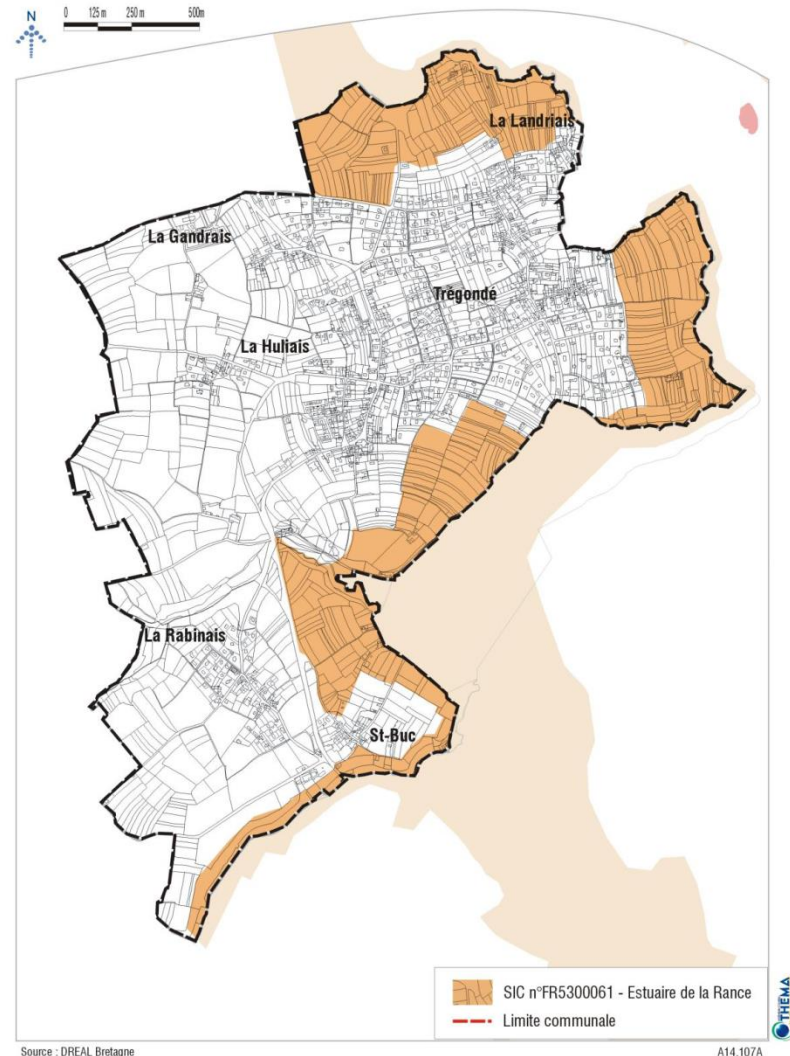 N
0 125 m 250 m 500m
La Landriais
La Gandrais
Trégondé
La Huliais
La Rabinais
St-Buc
SIC n°FR5300061 - Estuaire de la Rance
Limite communale
THEMA
Source : DREAL Bretagne
A14.107A